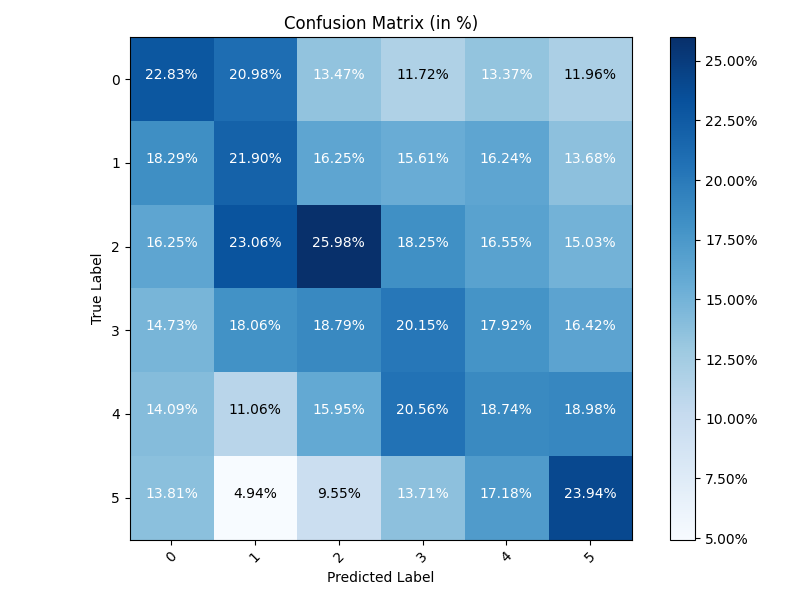 Confusion Matrix (in %)
0 22.83% 20.98% 13.47% 11.72% 13.37% 11.96%
1 18.29% 21.90% 16.25% 15.61% 16.24% 13.68%
2 16.25% 23.06% 25.98% 18.25% 16.55% 15.03%
3 14.73% 18.06% 18.79% 20.15% 17.92% 16.42%
4 14.09% 11.06% 15.95% 20.56% 18.74% 18.98%
5 13.81% 4.94% 9.55% 13.71% 17.18% 23.94%
True Label
0 1 2 3 4 5
Predicted Label
25.00%
22.50%
20.00%
17.50%
15.00%
12.50%
10.00%
7.50%
5.00%